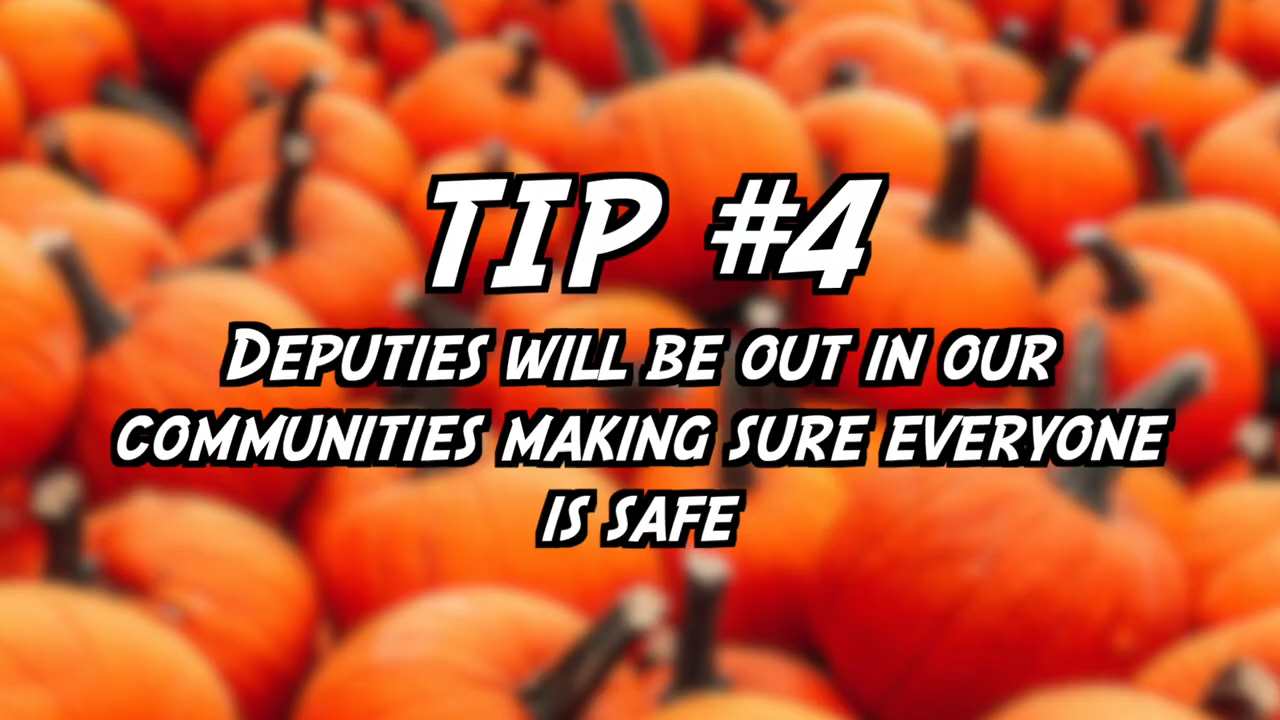 TIP #4
DEPUTIES WILL BE OUT IN OUR
COMMUNITIES MAKING SURE EVERYONE
IS SAFE